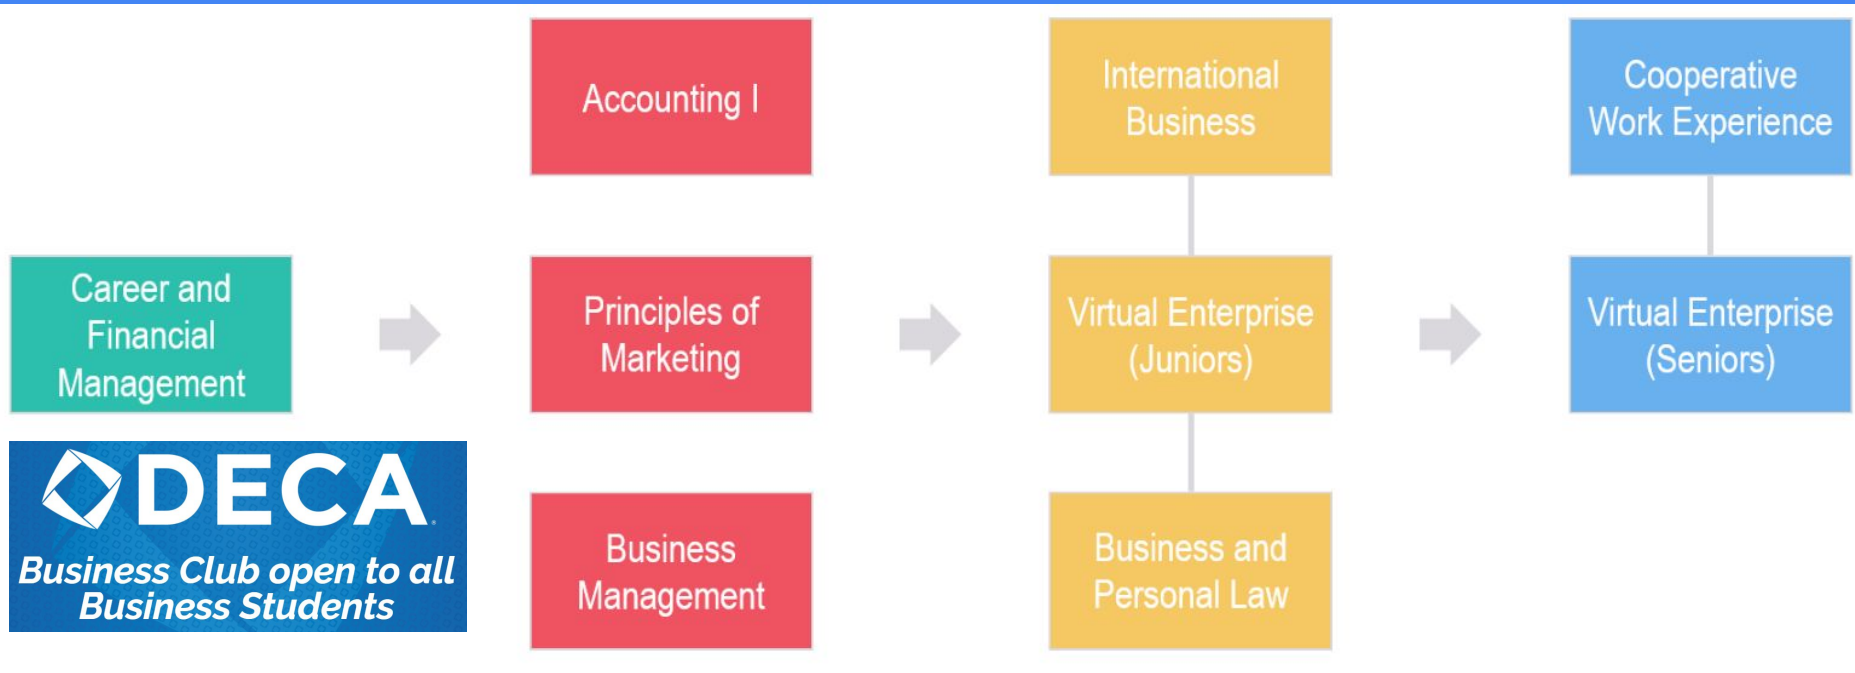 Accounting I
International
Business
Cooperative
Work Experience
Career and
Financial
Management
Principles of
Marketing
Virtual Enterprise
(Juniors)
Virtual Enterprise
(Seniors)
DECA
Business Club open to all
Business Students
Business
Management
Business and
Personal Law